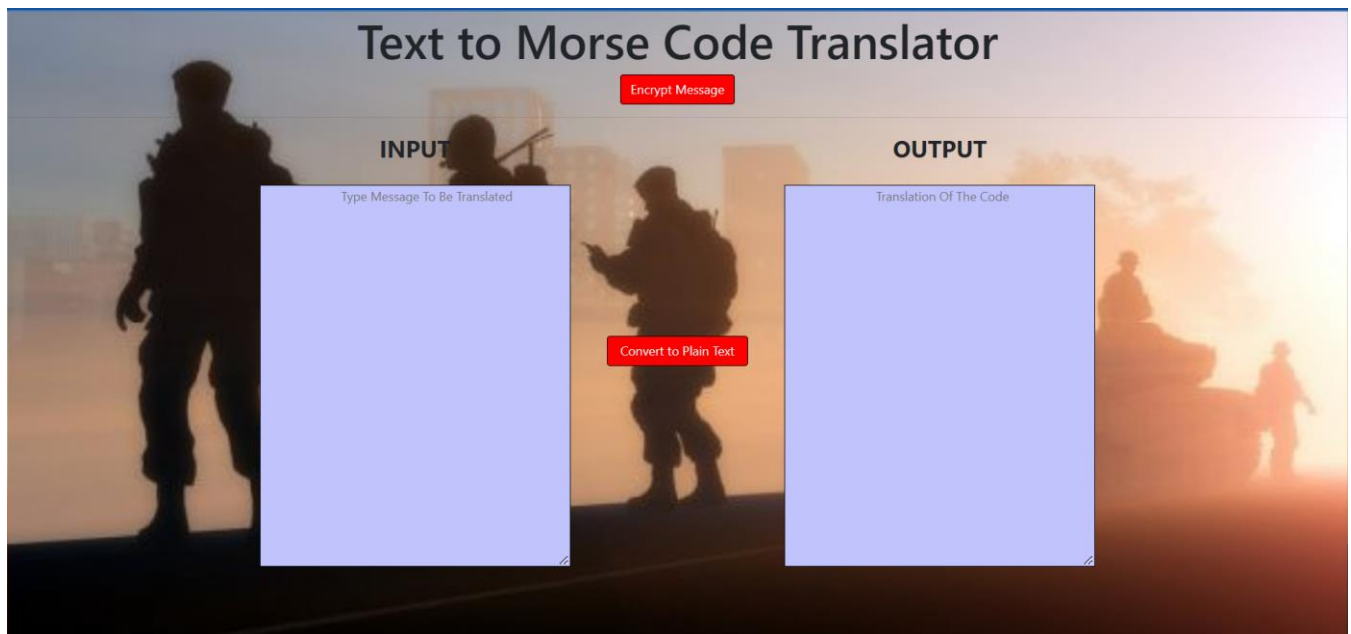 Text to Morse Code Translator
Encrypt Message
INPUT
OUTPUT
Type Message To Be Translated
Translation Of The Code
Convert to Plain Text